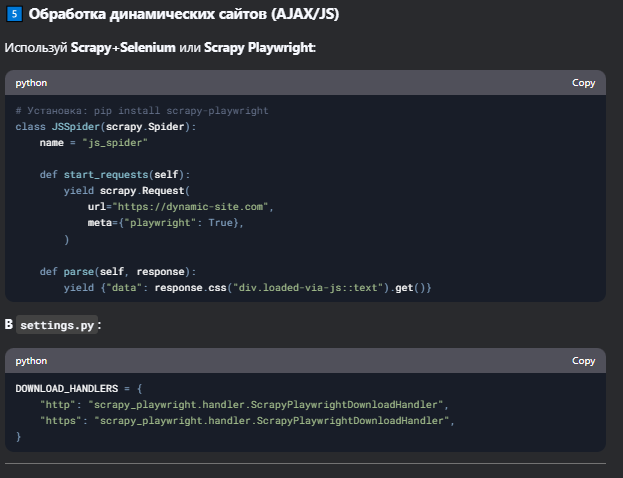 5 Обработка динамических сайтов (AJAX/JS)
Используй Scrapy+Selenium или Scrapy Playwright:
python Copy
# Установка: pip install scrapy-playwright
class JSSpider(scrapy.Spider):
    name = "js_spider"

    def start_requests(self):
        yield scrapy.Request(
            url="https://dynamic-site.com",
            meta={"playwright": True},
        )

    def parse(self, response):
        yield {"data": response.css("div.loaded-via-js::text").get()}
В settings.py:
python Copy
DOWNLOAD_HANDLERS = {
    "http": "scrapy_playwright.handler.ScrapyPlaywrightDownloadHandler",
    "https": "scrapy_playwright.handler.ScrapyPlaywrightDownloadHandler",
}